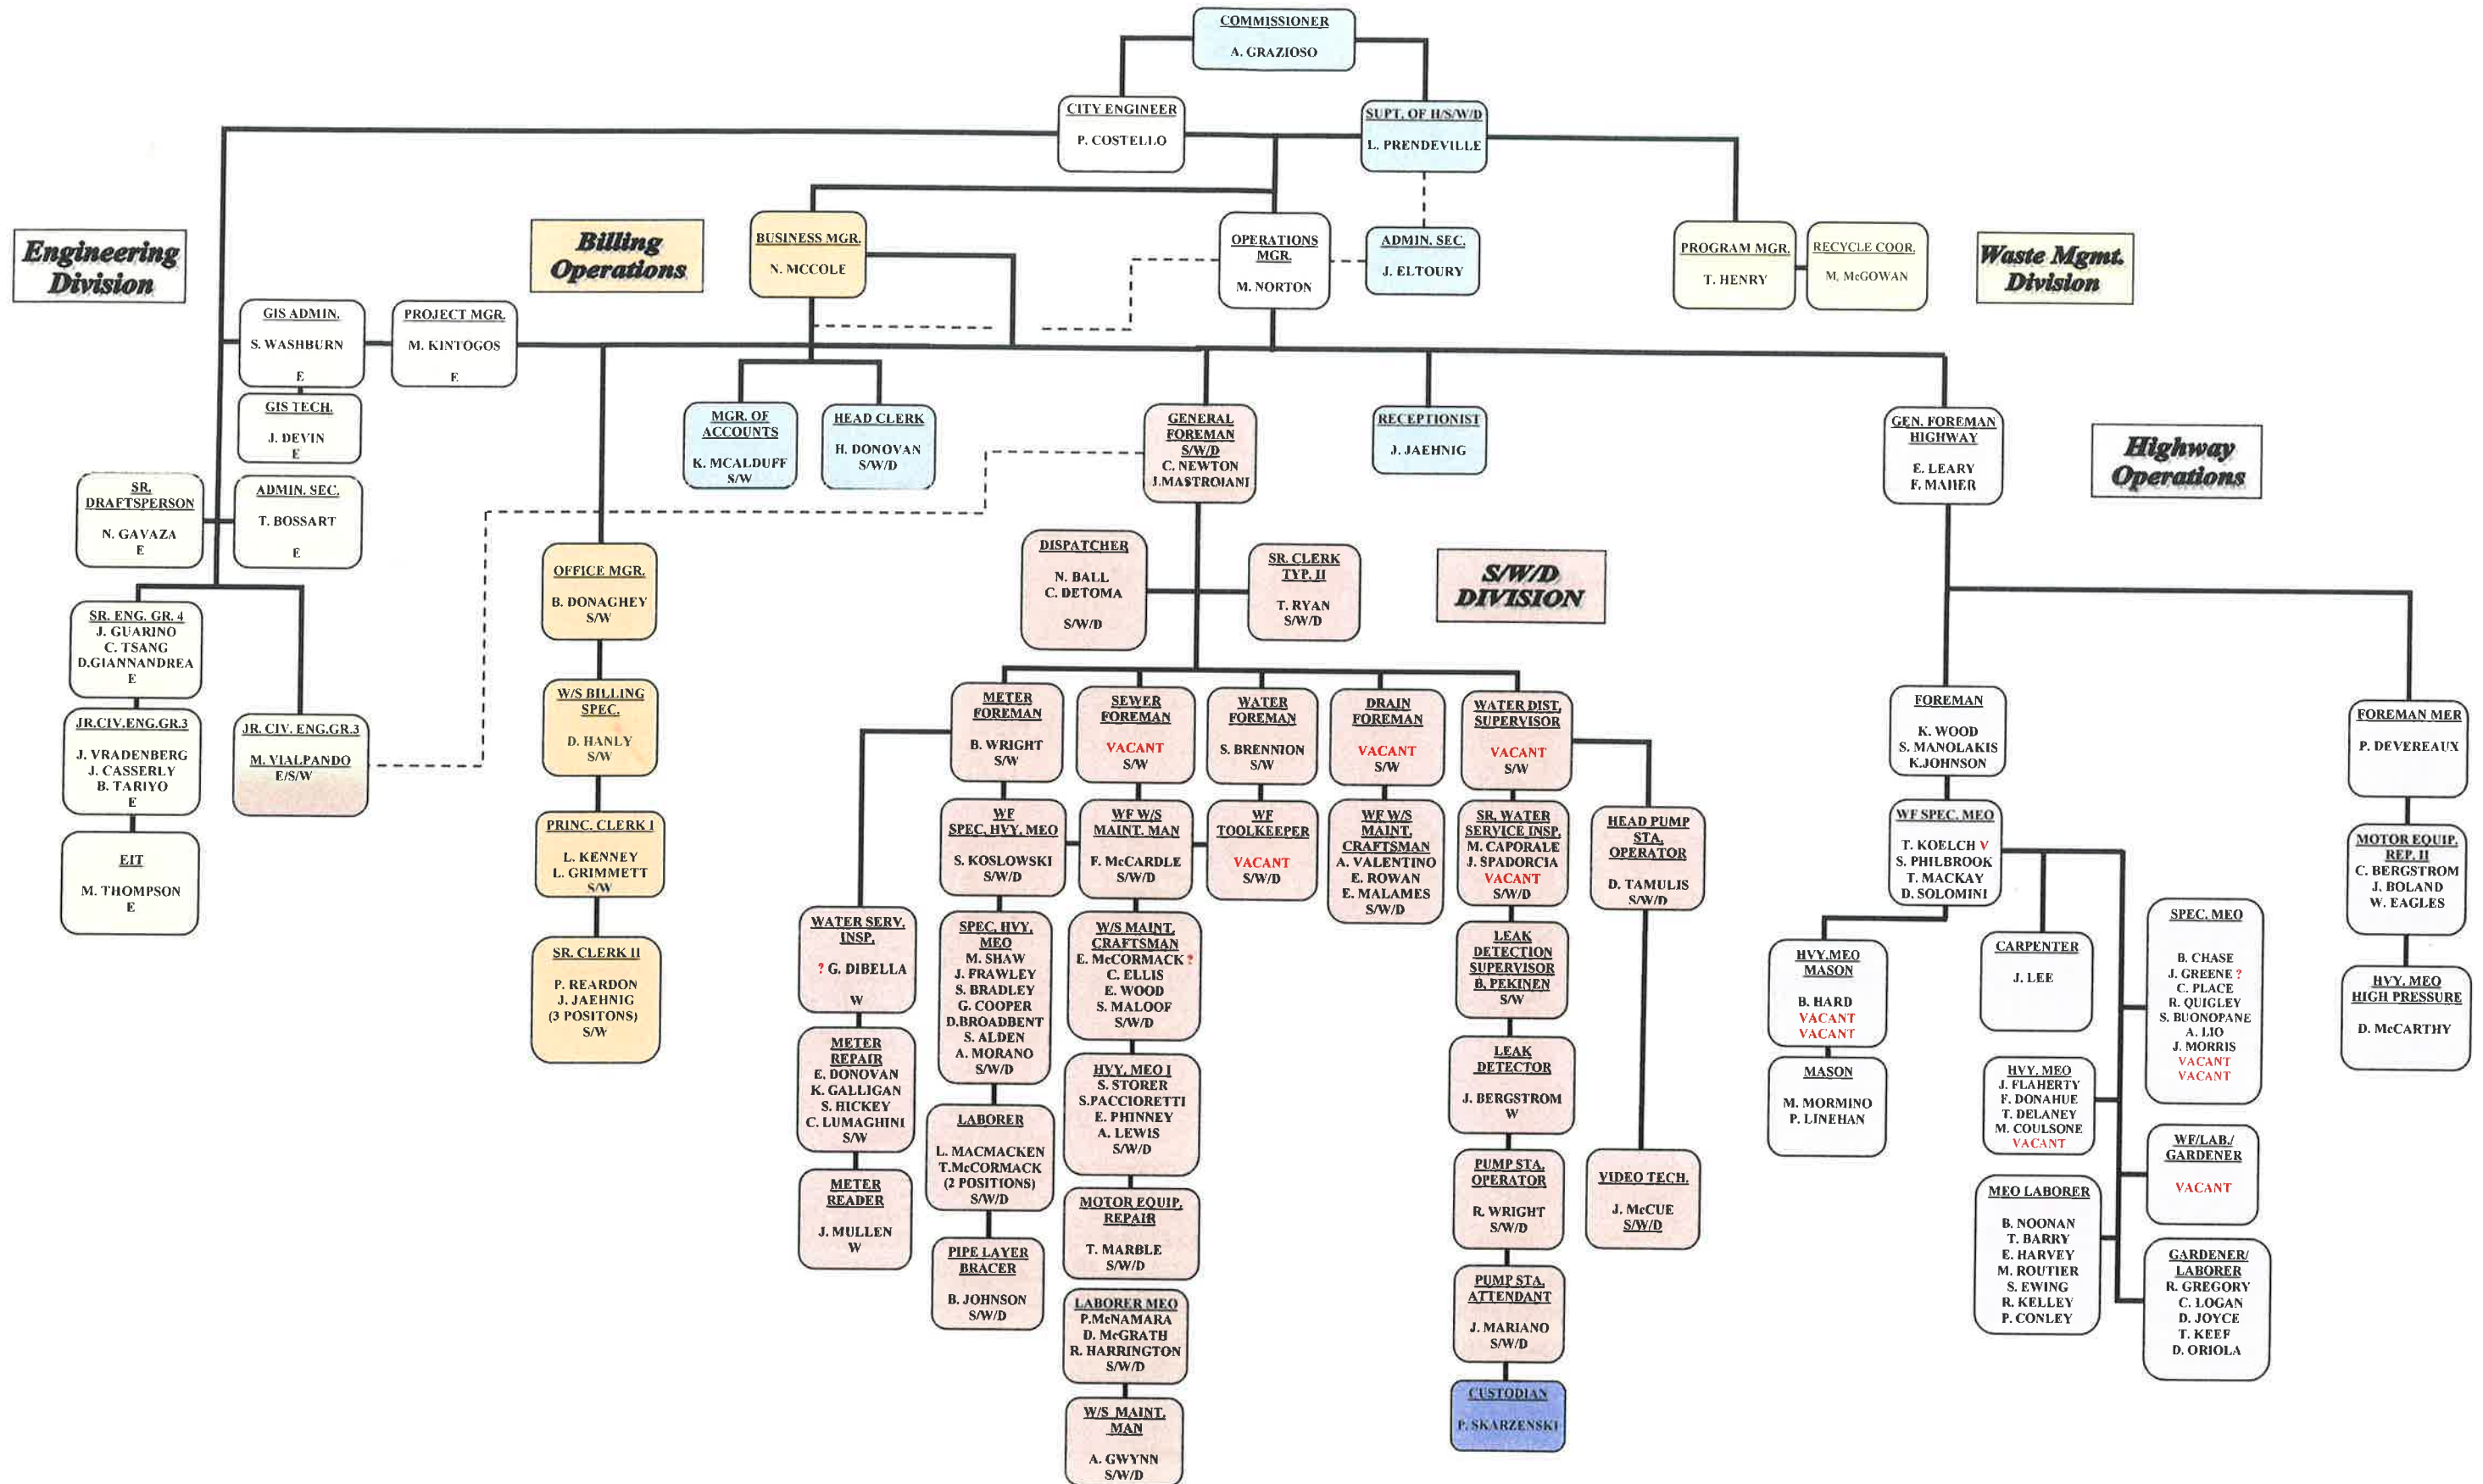 COMMISSIONER
A. GRAZIOSO
CITY ENGINEER
P. COSTELLO
SUPT. OF H/S/W/D
L. PRENDEVILLE
Engineering
Division
Billing
Operations
BUSINESS MGR.
N. MCCOLE
OPERATIONS
MGR.
M. NORTON
ADMIN. SEC.
J. ELTOURY
PROGRAM MGR.
T. HENRY
RECYCLE COOR.
M. McGOWAN
Waste Mgmt.
Division
GIS ADMIN.
S. WASHBURN
E
PROJECT MGR.
M. KINTOGOS
E
GIS TECH.
J. DEVIN
E
SR.
DRAFTSPERSON
N. GAVAZA
E
ADMIN. SEC.
T. BOSSART
E
MGR. OF
ACCOUNTS
K. MCALDUFF
S/W
HEAD CLERK
H. DONOVAN
S/W/D
GENERAL
FOREMAN
S/W/D
C. NEWTON
J.MASTROIANI
RECEPTIONIST
J. JAEHNIG
GEN. FOREMAN
HIGHWAY
E. LEARY
F. MAHER
Highway
Operations
SR. ENG. GR. 4
J. GUARINO
C. TSANG
D.GIANNANDREA
E
JR.CIV.ENG.GR.3
J. VRADENBERG
J. CASSERLY
B. TARIYO
E
EIT
M. THOMPSON
E
JR. CIV. ENG.GR.3
M. VIALPANDO
E/S/W
OFFICE MGR.
B. DONAGHEY
S/W
W/S BILLING
SPEC.
D. HANLY
S/W
PRINC. CLERK I
L. KENNEY
L. GRIMMETT
S/W
SR. CLERK II
P. REARDON
J. JAEHNIG
(3 POSITONS)
S/W
DISPATCHER
N. BALL
C. DETOMA
S/W/D
SR. CLERK
TYP. II
T. RYAN
S/W/D
S/W/D
DIVISION
METER
FOREMAN
B. WRIGHT
S/W
SEWER
FOREMAN
VACANT
S/W
WATER
FOREMAN
S. BRENNION
S/W
DRAIN
FOREMAN
VACANT
S/W
WATER DIST.
SUPERVISOR
VACANT
S/W
WF
SPEC. HVY. MEO
S. KOSLOWSKI
S/W/D
WF W/S
MAINT. MAN
F. McCARDLE
S/W/D
WF
TOOLKEEPER
VACANT
S/W/D
WF W/S
MAINT.
CRAFTSMAN
A. VALENTINO
E. ROWAN
E. MALAMES
S/W/D
SR. WATER
SERVICE INSP.
M. CAPORALE
J. SPADORCIA
VACANT
S/W/D
HEAD PUMP
STA.
OPERATOR
D. TAMULIS
S/W/D
WATER SERV.
INSP.
? G. DIBELLA
W
METER
REPAIR
E. DONOVAN
K. GALLIGAN
S. HICKEY
C. LUMAGHINI
S/W
METER
READER
J. MULLEN
W
SPEC. HVY.
MEO
M. SHAW
J. FRAWLEY
S. BRADLEY
G. COOPER
D.BROADBENT
S. ALDEN
A. MORANO
S/W/D
LABORER
L. MACMACKEN
T.McCORMACK
(2 POSITIONS)
S/W/D
PIPE LAYER
BRACER
B. JOHNSON
S/W/D
W/S MAINT.
CRAFTSMAN
E. McCORMACK ?
C. ELLIS
E. WOOD
S. MALOOF
S/W/D
HVY. MEO I
S. STORER
S.PACCIORETTI
E. PHINNEY
A. LEWIS
S/W/D
MOTOR EQUIP.
REPAIR
T. MARBLE
S/W/D
LABORER MEO
P.McNAMARA
D. McGRATH
R. HARRINGTON
S/W/D
W/S MAINT.
MAN
A. GWYNN
S/W/D
LEAK
DETECTION
SUPERVISOR
B. PEKINEN
S/W
LEAK
DETECTOR
J. BERGSTROM
W
PUMP STA.
OPERATOR
R. WRIGHT
S/W/D
PUMP STA.
ATTENDANT
J. MARIANO
S/W/D
CUSTODIAN
P. SKARZENSKI
VIDEO TECH.
J. McCUE
S/W/D
FOREMAN
K. WOOD
S. MANOLAKIS
K.JOHNSON
WF SPEC. MEO
T. KOELCH V
S. PHILBROOK
T. MACKAY
D. SOLOMINI
HVY.MEO
MASON
B. HARD
VACANT
VACANT
MASON
M. MORMINO
P. LINEHAN
CARPENTER
J. LEE
HVY. MEO
J. FLAHERTY
F. DONAHUE
T. DELANEY
M. COULSONE
VACANT
MEO LABORER
B. NOONAN
T. BARRY
E. HARVEY
M. ROUTIER
S. EWING
R. KELLEY
P. CONLEY
SPEC. MEO
B. CHASE
J. GREENE ?
C. PLACE
R. QUIGLEY
S. BUONOPANE
A. LIO
J. MORRIS
VACANT
VACANT
WF/LAB./
GARDENER
VACANT
GARDENER/
LABORER
R. GREGORY
C. LOGAN
D. JOYCE
T. KEEF
D. ORIOLA
FOREMAN MER
P. DEVEREAUX
MOTOR EQUIP.
REP. II
C. BERGSTROM
J. BOLAND
W. EAGLES
HVY. MEO
HIGH PRESSURE
D. McCARTHY